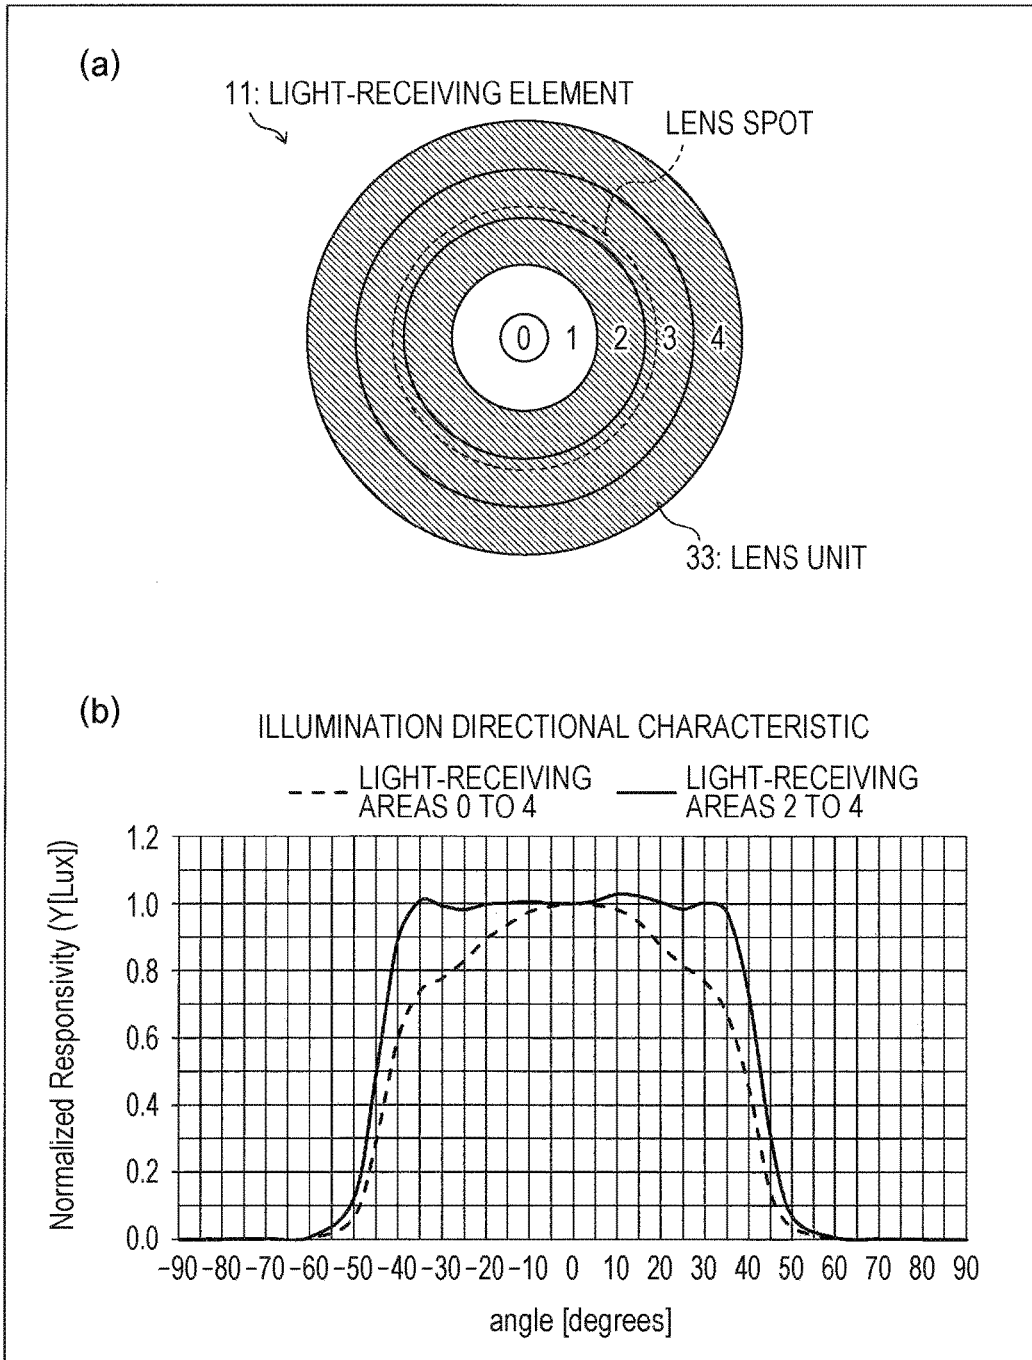 (a)
11: LIGHT-RECEIVING ELEMENT
LENS SPOT
0 1 2 3 4
33: LENS UNIT
(b)
ILLUMINATION DIRECTIONAL CHARACTERISTIC
LIGHT-RECEIVING
AREAS 0 TO 4
LIGHT-RECEIVING
AREAS 2 TO 4
Normalized Responsivity (Y[Lux])
1.2
1.0
0.8
0.6
0.4
0.2
0.0
−90 −80 −70 −60 −50 −40 −30 −20 −10 0 10 20 30 40 50 60 70 80 90
angle [degrees]